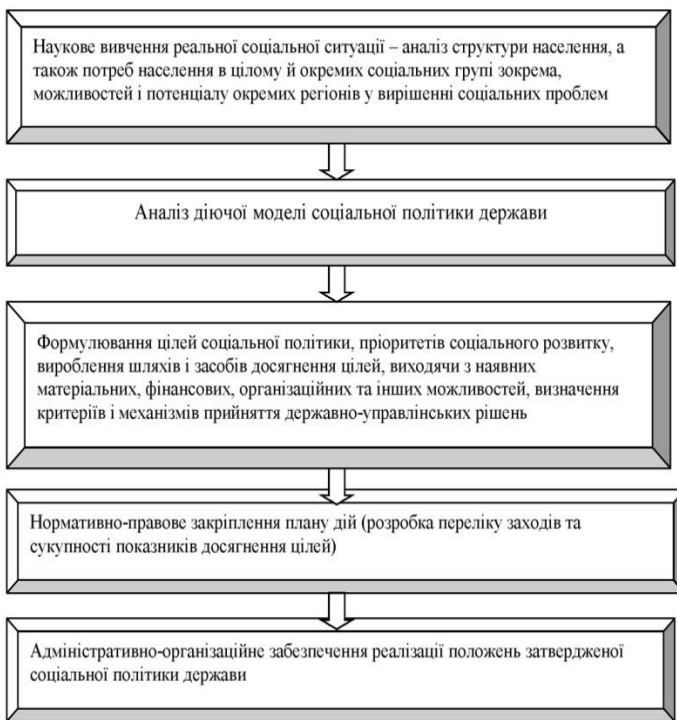 Наукове вивчення реальної соціальної ситуації – аналіз структури населення, а
також потреб населення в цілому й окремих соціальних групі зокрема,
можливостей і потенціалу окремих регіонів у вирішенні соціальних проблем
Аналіз діючої моделі соціальної політики держави
Формулювання цілей соціальної політики, пріоритетів соціального розвитку,
вироблення шляхів і засобів досягнення цілей, виходячи з наявних
матеріальних, фінансових, організаційних та інших можливостей, визначення
критеріїв і механізмів прийняття державно-управлінських рішень
Нормативно-правове закріплення плану дій (розробка переліку заходів та
сукупності показників досягнення цілей)
Адміністративно-організаційне забезпечення реалізації положень затвердженої
соціальної політики держави